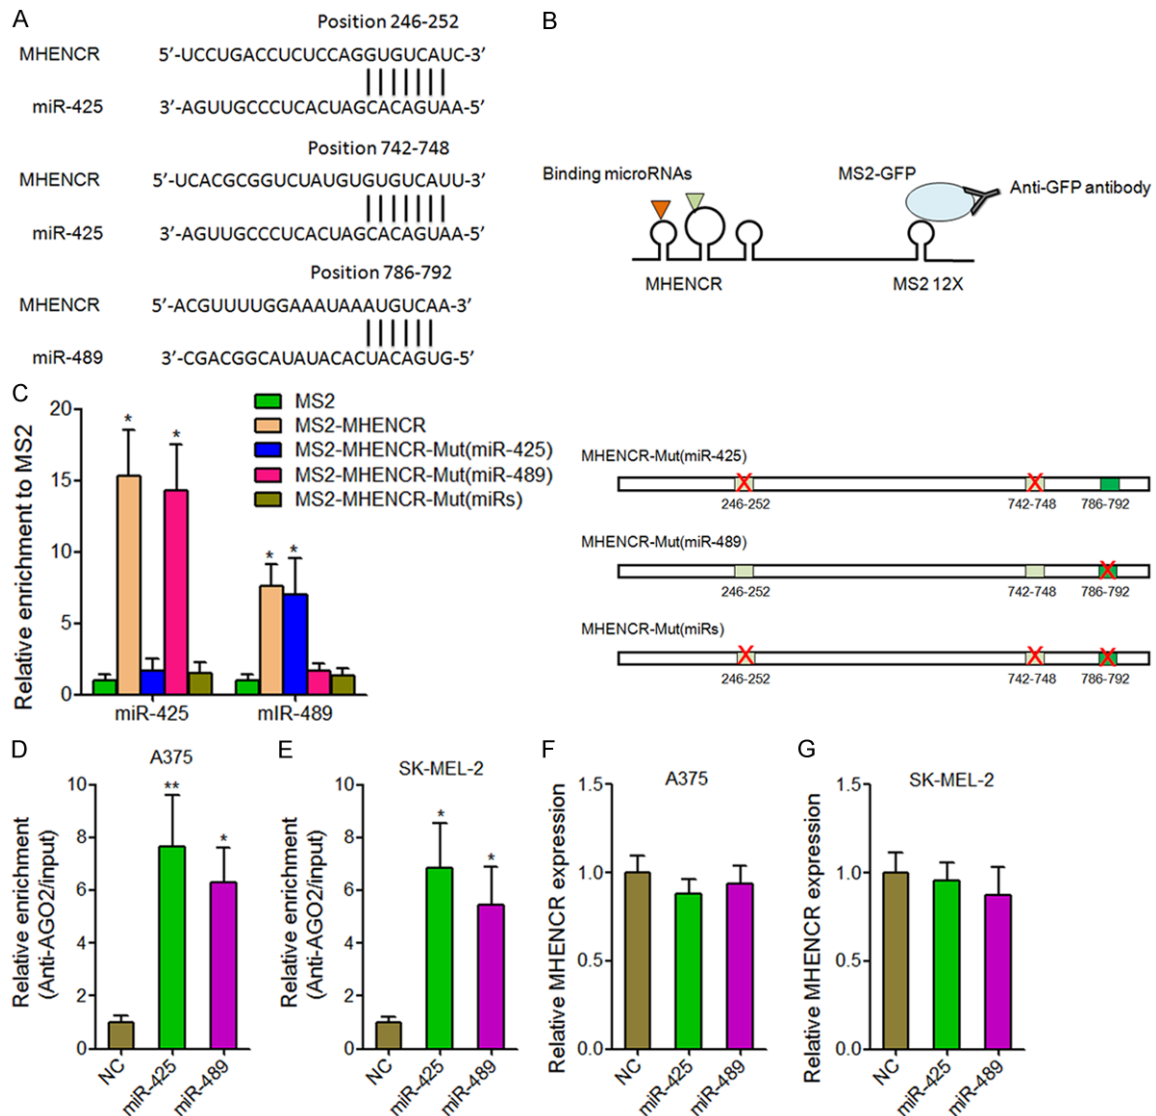 A
Position 246-252
MHENCR 5′-UCCUGACCUCUCCAGGUGUCAUC-3′
miR-425 3′-AGUUGCCCUCACUAGCACAGUAA-5′
Position 742-748
MHENCR 5′-UCACGCGGUCUAUGUGUGUCAUU-3′
miR-425 3′-AGUUGCCCUCACUAGCACAGUAA-5′
Position 786-792
MHENCR 5′-ACGUUUUGGAAAUAAAUGUCAA-3′
miR-489 3′-CGACGGCAUAUACACUACAGUG-5′
B
Binding microRNAs
MS2-GFP
Anti-GFP antibody
MHENCR
MS2 12X
C
Relative enrichment to MS2
20
15
10
5
0
* * * *
MS2
MS2-MHENCR
MS2-MHENCR-Mut(miR-425)
MS2-MHENCR-Mut(miR-489)
MS2-MHENCR-Mut(miRs)
miR-425 mIR-489
MHENCR-Mut(miR-425)
246-252 742-748 786-792
MHENCR-Mut(miR-489)
246-252 742-748 786-792
MHENCR-Mut(miRs)
246-252 742-748 786-792
D
A375
Relative enrichment
(Anti-AGO2/input)
10
8
6
4
2
0
** *
NC miR-425 miR-489
E
SK-MEL-2
Relative enrichment
(Anti-AGO2/input)
10
8
6
4
2
0
* *
NC miR-425 miR-489
F
A375
Relative MHENCR expression
1.5
1.0
0.5
0.0
NC miR-425 miR-489
G
SK-MEL-2
Relative MHENCR expression
1.5
1.0
0.5
0.0
NC miR-425 miR-489